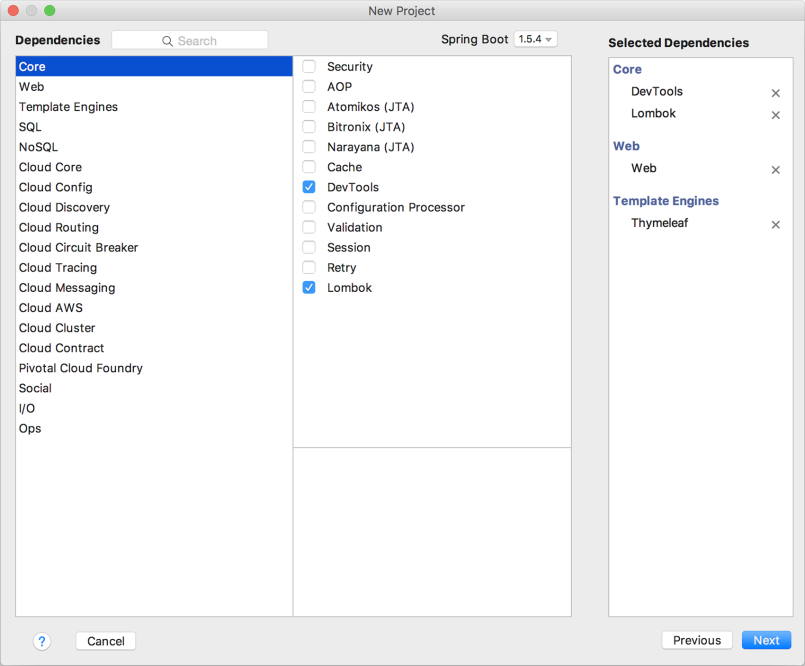 New Project
Dependencies
Search
Spring Boot 1.5.4
Core
Web
Template Engines
SQL
NoSQL
Cloud Core
Cloud Config
Cloud Discovery
Cloud Routing
Cloud Circuit Breaker
Cloud Tracing
Cloud Messaging
Cloud AWS
Cloud Cluster
Cloud Contract
Pivotal Cloud Foundry
Social
I/O
Ops
Security
AOP
Atomikos (JTA)
Bitronix (JTA)
Narayana (JTA)
Cache
DevTools
Configuration Processor
Validation
Session
Retry
Lombok
Selected Dependencies
Core
DevTools
Lombok
Web
Web
Template Engines
Thymeleaf
?
Cancel
Previous
Next